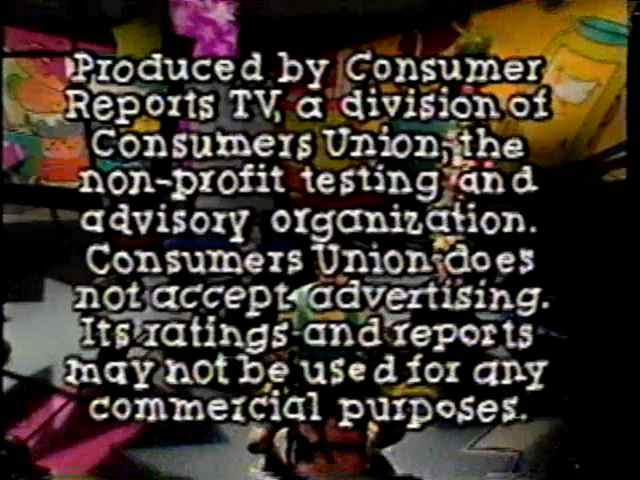 Produced by Consumer
Reports TV, a division of
Consumers Union, the
non-profit testing and
advisory organization.
Consumers Union does
not accept advertising.
Its ratings and reports
may not be used for any
commercial purposes.